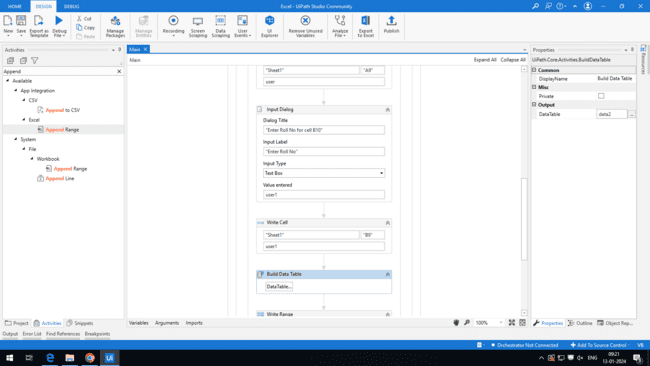 Excel - UiPath Studio Community
HOME
DESIGN
DEBUG
New
Save
Export as Template
Debug File
Cut
Copy
Paste
Manage Packages
Manage Entities
Recording
Screen Scraping
Data Scraping
User Events
UI Explorer
Remove Unused Variables
Analyze File
Export to Excel
Publish
Activities
Append
Available
App Integration
CSV
Append to CSV
Excel
Append Range
System
File
Workbook
Append Range
Append Line
Project
Activities
Snippets
Main
Main
Expand All
Collapse All
"Sheet1"
user
Input Dialog
Dialog Title
"Enter Roll No for cell B10"
Input Label
"Enter Roll No"
Input Type
Text Box
Value entered
user1
Write Cell
"Sheet1"
"B9"
user1
Build Data Table
DataTable...
Write Range
Variables
Arguments
Imports
100%
Properties
UiPath.Core.Activities.BuildDataTable
Common
DisplayName
Build Data Table
Misc
Private
Output
DataTable
data2
Resources
Properties
Outline
Object Rep...
Output
Error List
Find References
Breakpoints
Orchestrator Not Connected
Add To Source Control
VB
ENG
09:21
13-01-2024